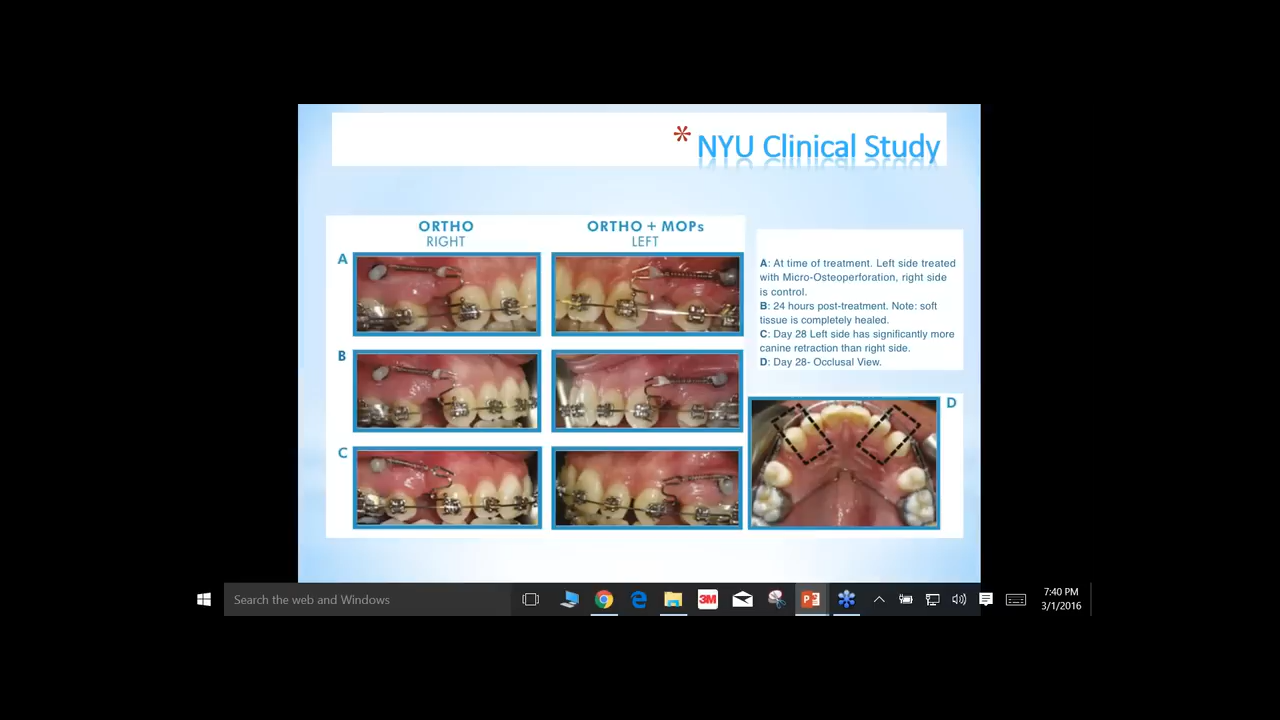 * NYU Clinical Study
ORTHO
RIGHT
ORTHO + MOPs
LEFT
A
B
C
A: At time of treatment. Left side treated
with Micro-Osteoperforation, right side
is control.
B: 24 hours post-treatment. Note: soft
tissue is completely healed.
C: Day 28 Left side has significantly more
canine retraction than right side.
D: Day 28- Occlusal View.
D
Search the web and Windows
3M
P
7:40 PM
3/1/2016